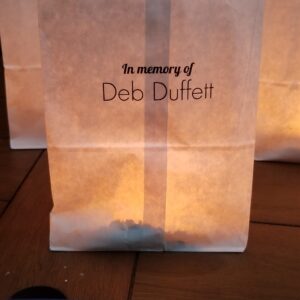 In memory of
Deb Duffett